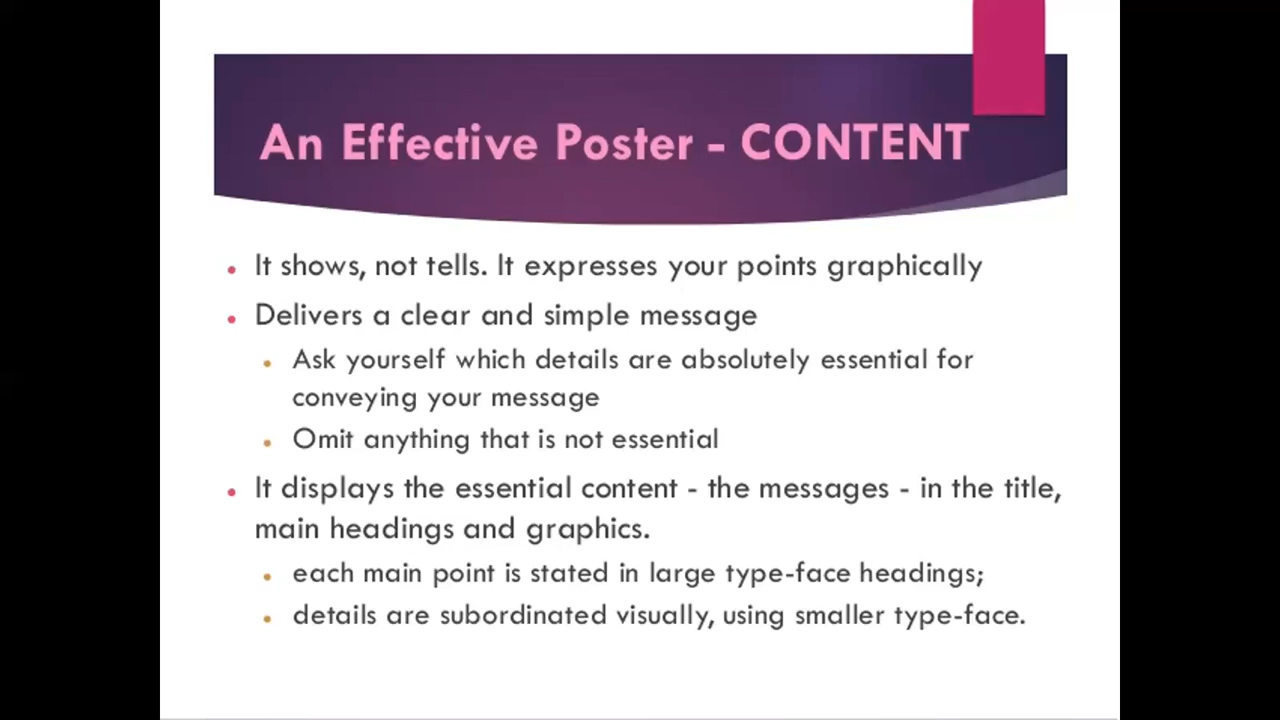 An Effective Poster - CONTENT
It shows, not tells. It expresses your points graphically
Delivers a clear and simple message
Ask yourself which details are absolutely essential for
conveying your message
Omit anything that is not essential
It displays the essential content - the messages - in the title,
main headings and graphics.
each main point is stated in large type-face headings;
details are subordinated visually, using smaller type-face.